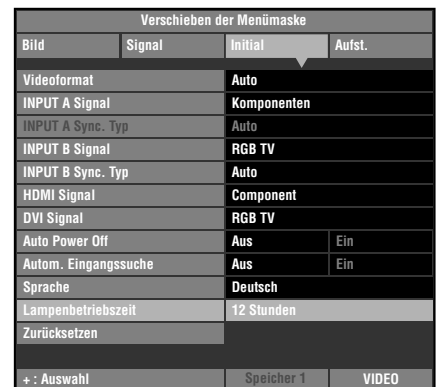 Verschieben der Menümaske
Bild Signal Initial Aufst.
Videoformat Auto
INPUT A Signal Komponenten
INPUT A Sync. Typ Auto
INPUT B Signal RGB TV
INPUT B Sync. Typ Auto
HDMI Signal Component
DVI Signal RGB TV
Auto Power Off Aus Ein
Autom. Eingangssuche Aus Ein
Sprache Deutsch
Lampenbetriebszeit 12 Stunden
Zurücksetzen
+ : Auswahl Speicher 1 VIDEO